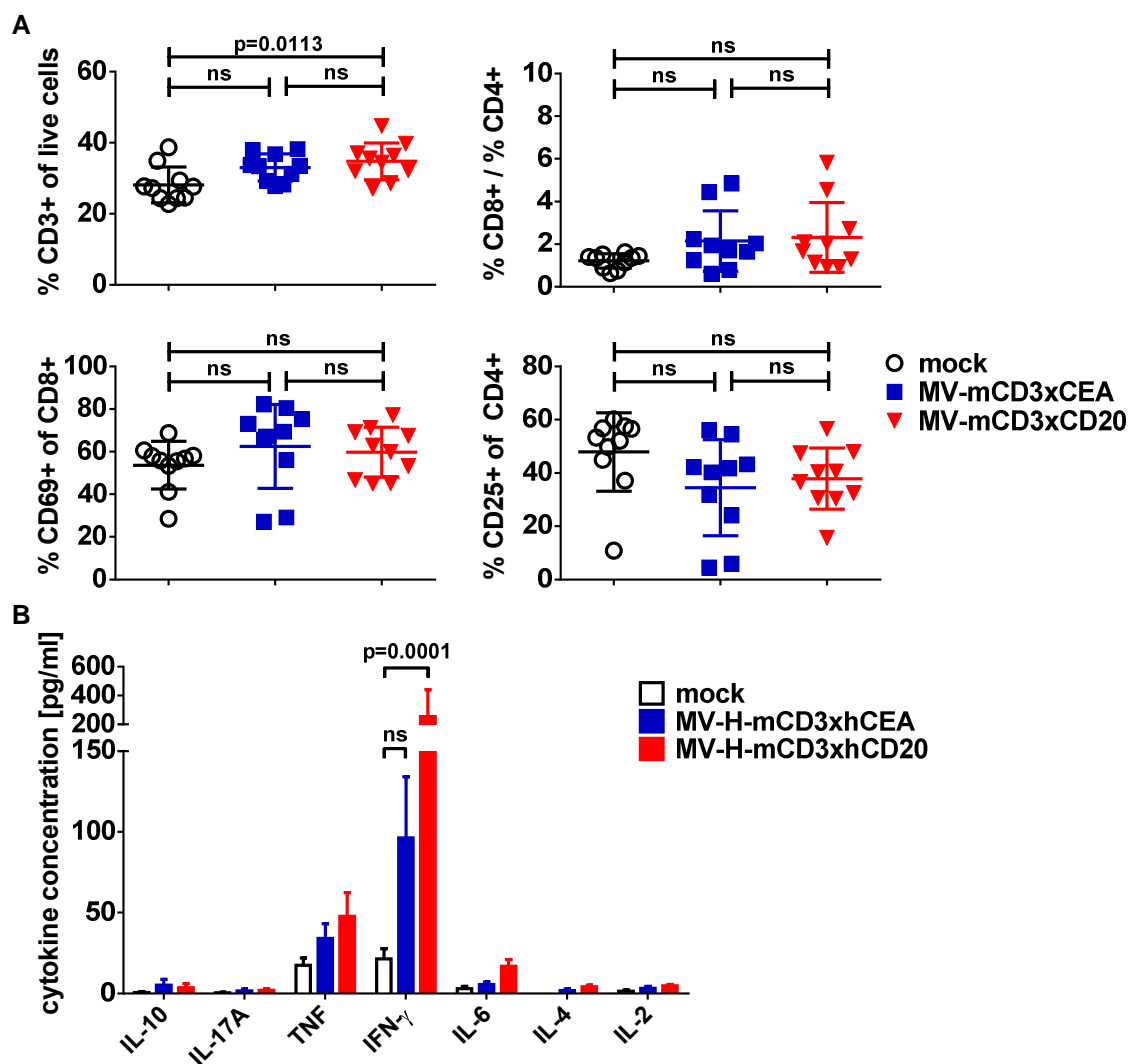 A
% CD3+ of live cells
60
40
20
0
p=0.0113
ns
ns
% CD8+ / % CD4+
10
8
6
4
2
0
ns
ns
ns
% CD69+ of CD8+
100
80
60
40
20
0
ns
ns
ns
% CD25+ of CD4+
80
60
40
20
0
ns
ns
ns
mock
MV-mCD3xCEA
MV-mCD3xCD20
B
cytokine concentration [pg/ml]
600
400
200
150
100
50
0
p=0.0001
ns
mock
MV-H-mCD3xhCEA
MV-H-mCD3xhCD20
IL-10
IL-17A
TNF
IFN-γ
IL-6
IL-4
IL-2